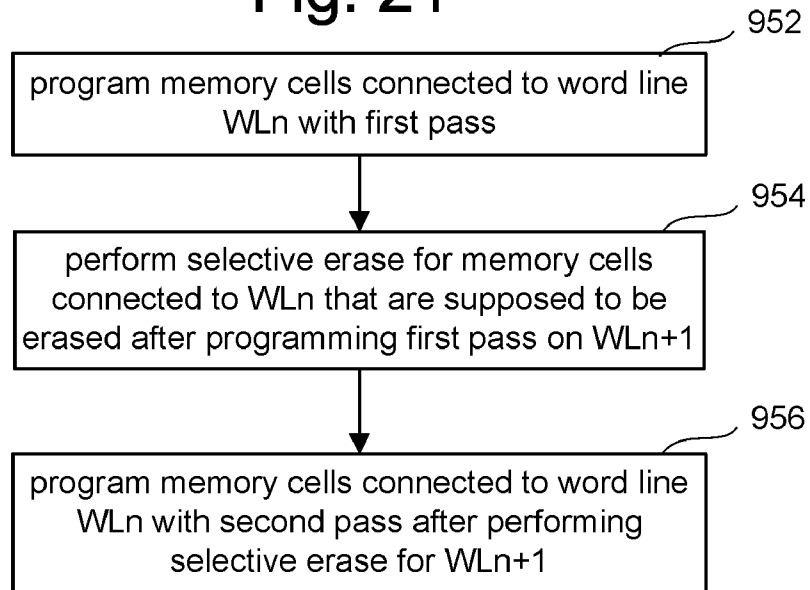 952
program memory cells connected to word line
WLn with first pass
954
perform selective erase for memory cells
connected to WLn that are supposed to be
erased after programming first pass on WLn+1
956
program memory cells connected to word line
WLn with second pass after performing
selective erase for WLn+1